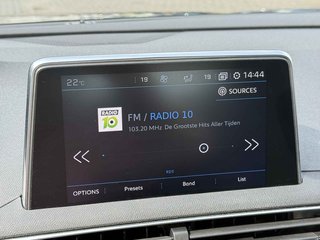 22°C 19 19 14:44
SOURCES
RADIO
10
FM / RADIO 10
103.20 MHz De Grootste Hits Aller Tijden
RDS
OPTIONS Presets Band List